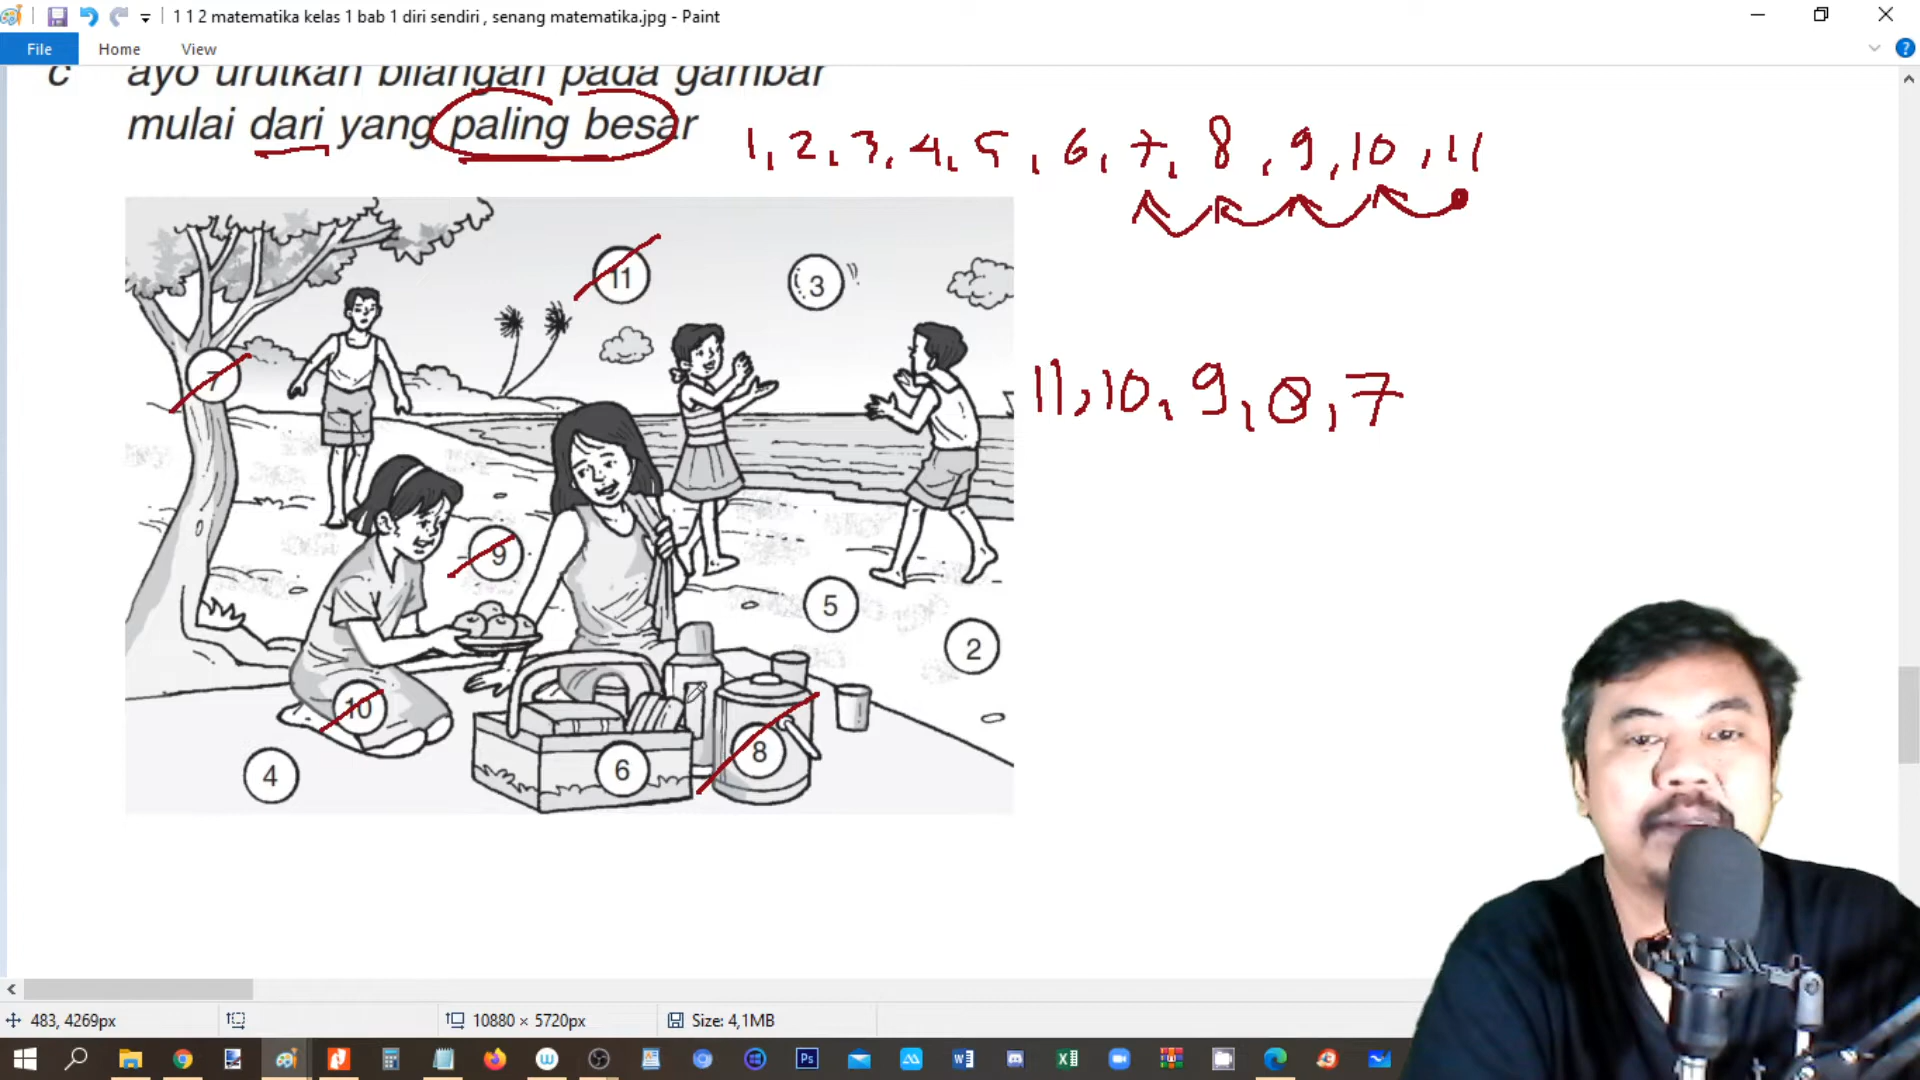 1 1 2 matematika kelas 1 bab 1 diri sendiri , senang matematika.jpg - Paint
File Home View
c ayo urutkan bilangan pada gambar
mulai dari yang paling besar
1, 2, 3, 4, 5, 6, 7, 8, 9, 10, 11
11
3
7
11, 10, 9, 8, 7
9
5
2
10
8
4
6
483, 4269px
10880 × 5720px
Size: 4,1MB
Ps